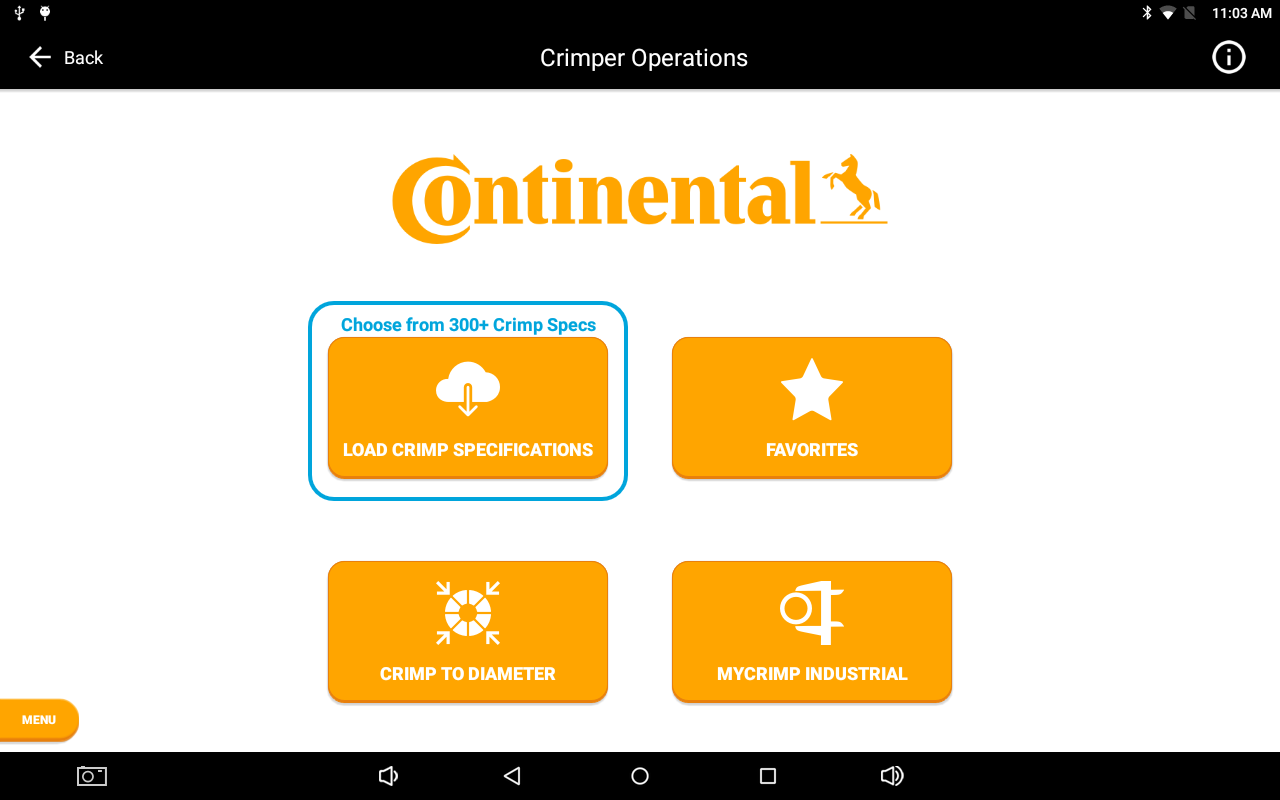 11:03 AM
Back
Crimper Operations
Continental
Choose from 300+ Crimp Specs
LOAD CRIMP SPECIFICATIONS
FAVORITES
CRIMP TO DIAMETER
MYCRIMP INDUSTRIAL
MENU